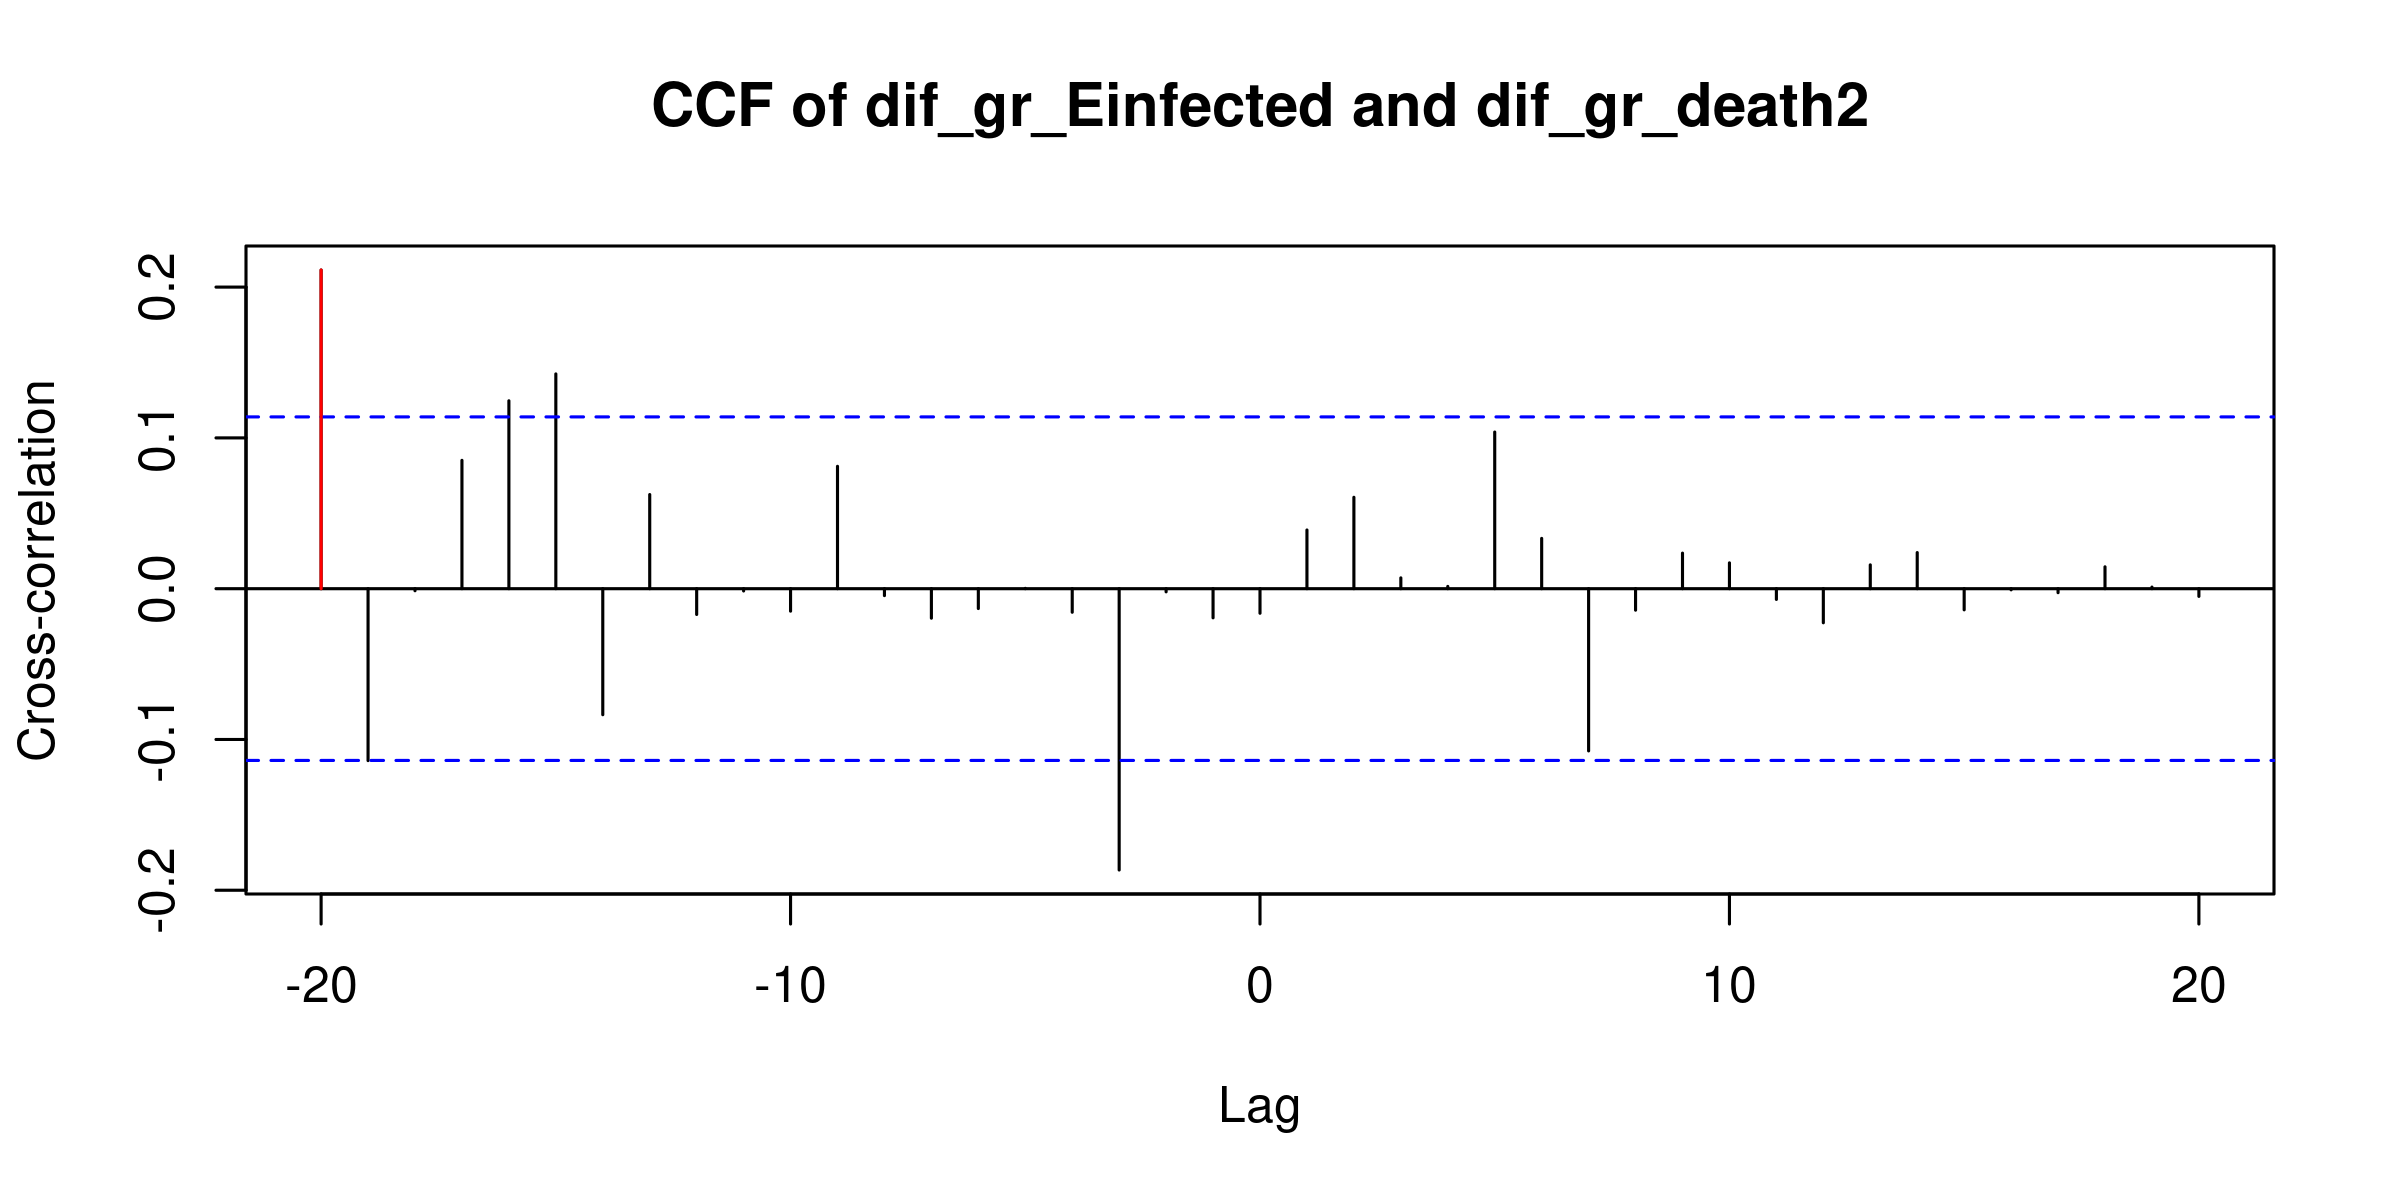 CCF of dif_gr_Einfected and dif_gr_death2
Cross-correlation
0.2
0.1
0.0
-0.1
-0.2
-20 -10 0 10 20
Lag